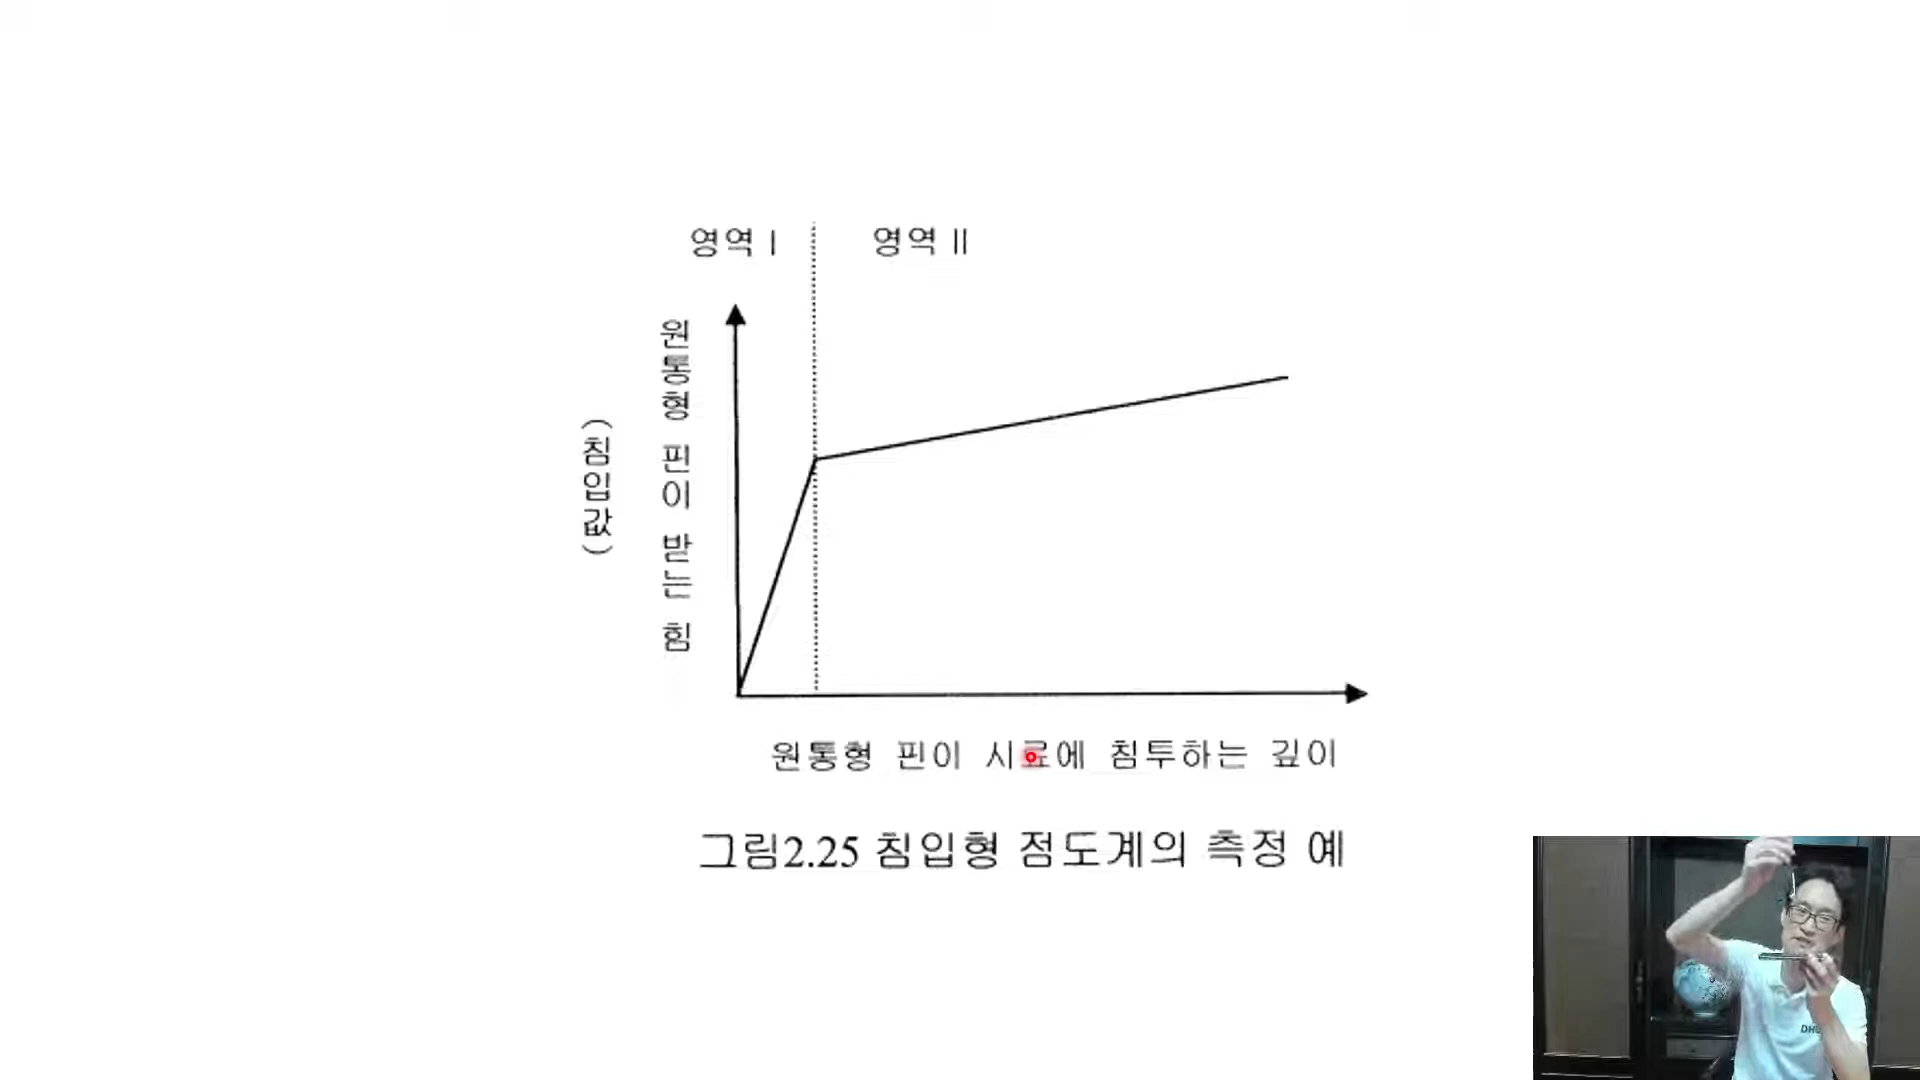 영역 I 영역 II
(침입값)
원통형 핀이 받는 힘
원통형 핀이 시료에 침투하는 깊이
그림2.25 침입형 점도계의 측정 예